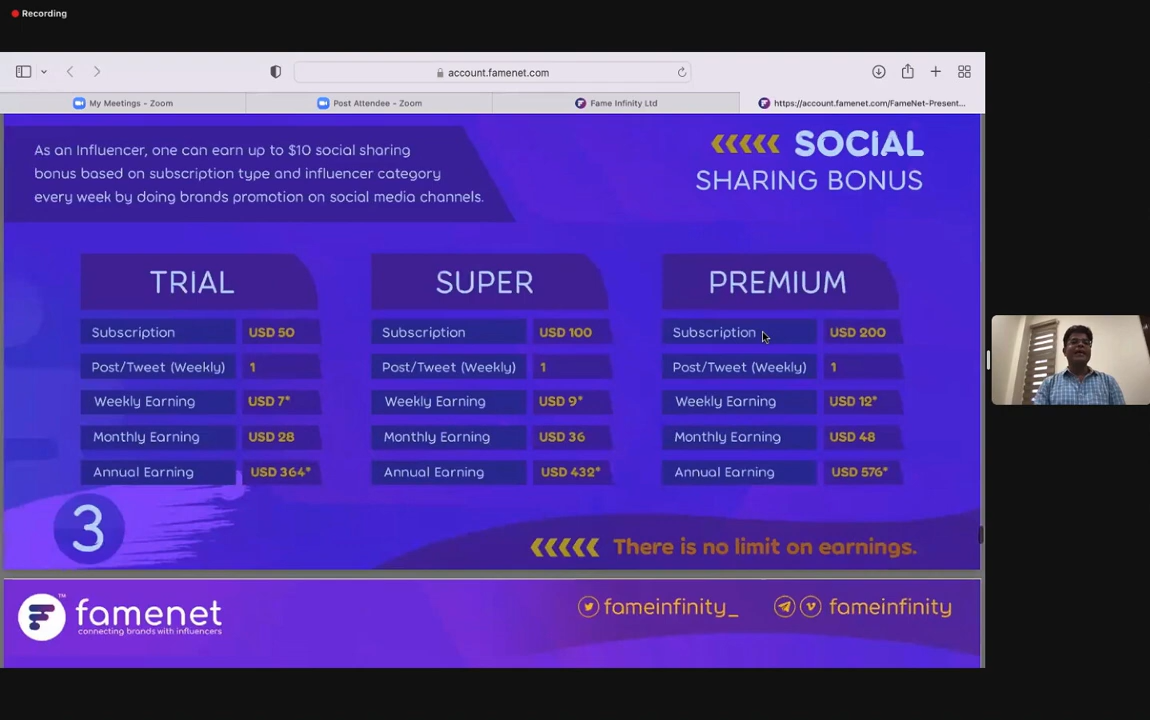 Recording
account.famenet.com
My Meetings - Zoom
Post Attendee - Zoom
Fame Infinity Ltd
https://account.famenet.com/FameNet-Present...
As an Influencer, one can earn up to $10 social sharing
bonus based on subscription type and influencer category
every week by doing brands promotion on social media channels.
SOCIAL
SHARING BONUS
TRIAL
Subscription USD 50
Post/Tweet (Weekly) 1
Weekly Earning USD 7*
Monthly Earning USD 28
Annual Earning USD 364*
SUPER
Subscription USD 100
Post/Tweet (Weekly) 1
Weekly Earning USD 9*
Monthly Earning USD 36
Annual Earning USD 432*
PREMIUM
Subscription USD 200
Post/Tweet (Weekly) 1
Weekly Earning USD 12*
Monthly Earning USD 48
Annual Earning USD 576*
3
There is no limit on earnings.
famenet™
connecting brands with influencers
fameinfinity_
fameinfinity